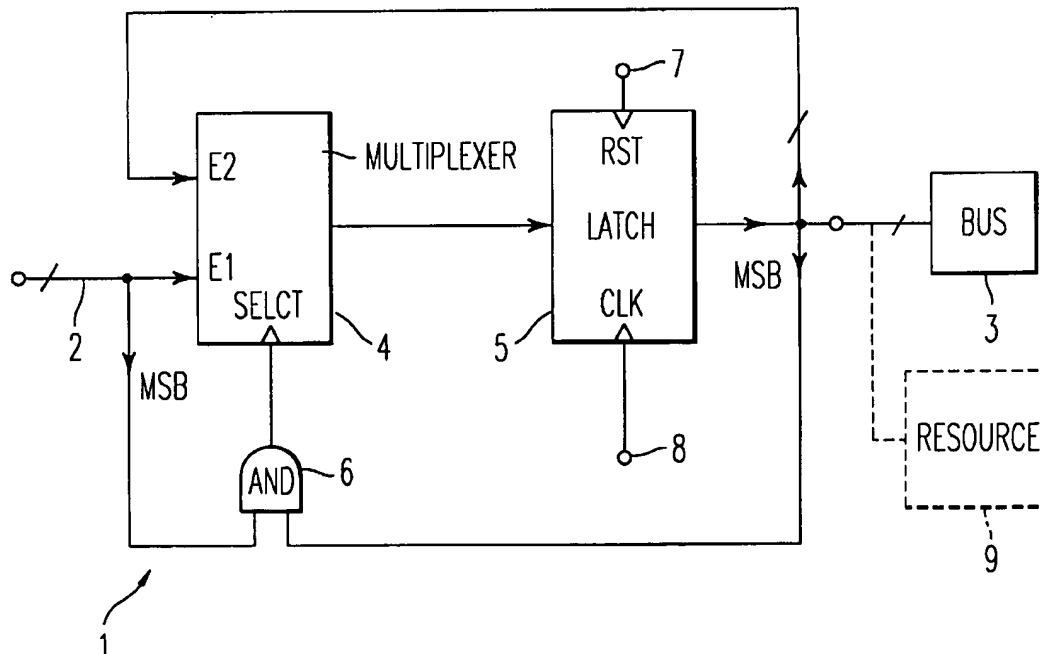 7
E2
MULTIPLEXER
RST
LATCH
BUS
E1
SELCT
MSB
CLK
2
4
5
3
MSB
RESOURCE
AND
6
8
9
1